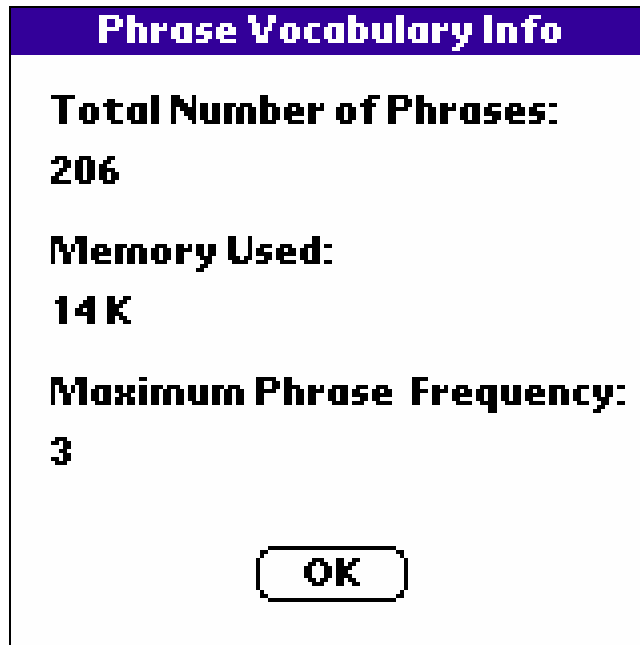 Phrase Vocabulary Info
Total Number of Phrases:
206
Memory Used:
14 K
Maximum Phrase Frequency:
3
OK